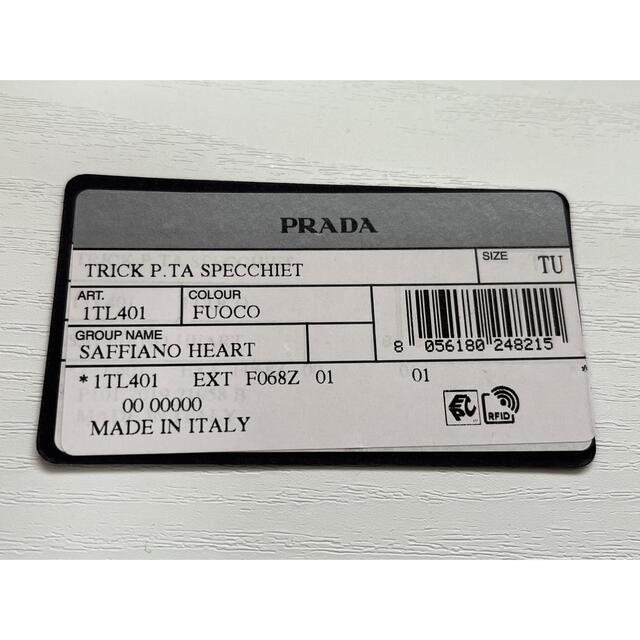 PRADA
TRICK P.TA SPECCHIET
SIZE TU
ART. 1TL401
COLOUR FUOCO
8 056180 248215
GROUP NAME
SAFFIANO HEART
*1TL401 EXT F068Z 01 01
00 00000
MADE IN ITALY
EPC
RFID